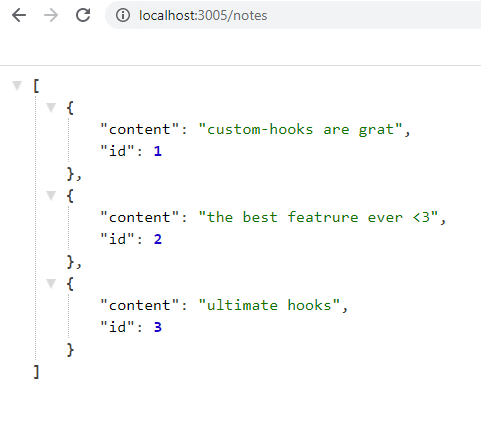 localhost:3005/notes
[
{
"content": "custom-hooks are grat",
"id": 1
},
{
"content": "the best featrure ever <3",
"id": 2
},
{
"content": "ultimate hooks",
"id": 3
}
]